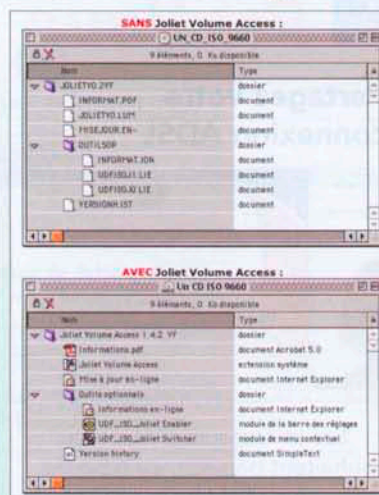 SANS Joliet Volume Access :
UN_CD_ISO_9660
9 éléments, 0 Ko disponible
Nom Type
JOLIETVO.2YF dossier
INFORMAT.PDF document
JOLIETVO.LUM document
MISEJOUR.EN- document
OUTILSOP dossier
INFORMAT.ION document
UDFISOJ1.LIE document
UDFISOJ0.LIE document
VERSIONH.IST document
AVEC Joliet Volume Access :
Un CD ISO 9660
9 éléments, 0 Ko disponible
Nom Type
Joliet Volume Access 1.4.2 YF dossier
Informations.pdf document Acrobat 5.0
Joliet Volume Access extension système
Mise à jour en-ligne document Internet Explorer
Outils optionnels dossier
Informations en-ligne document Internet Explorer
UDF_ISO_Joliet Enabler module de la barre des réglages
UDF_ISO_Joliet Switcher module de menu contextuel
Version history document SimpleText